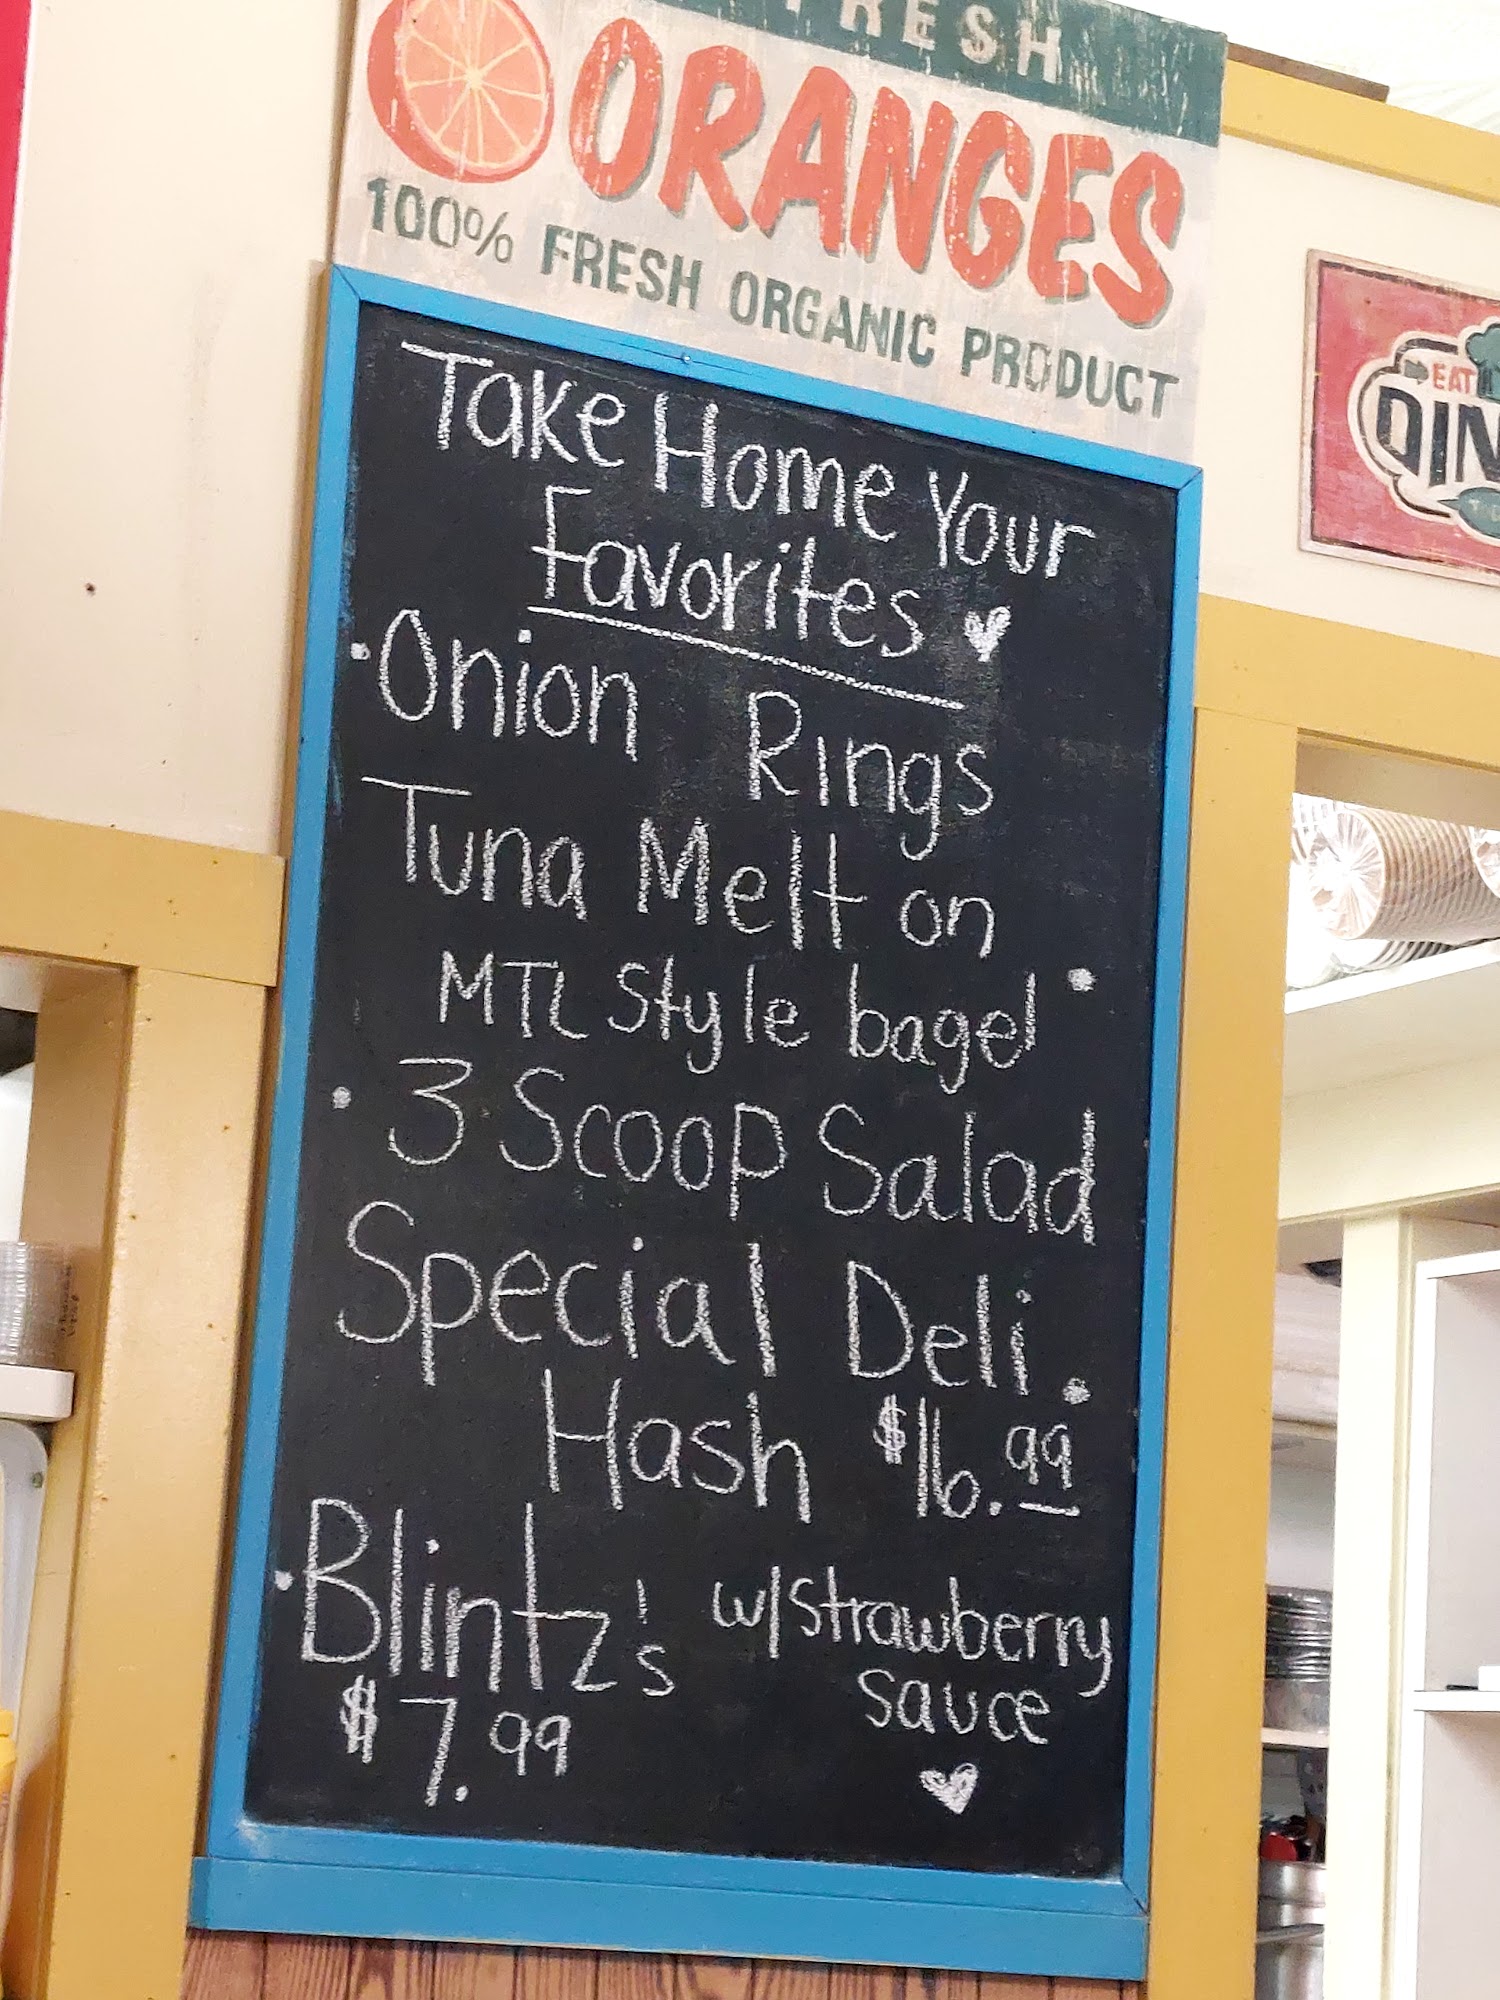 FRESH
ORANGES
100% FRESH ORGANIC PRODUCT
EAT
Take Home Your
Favorites ♥
• Onion Rings
Tuna Melt on
MTL Style bagel •
• 3 Scoop Salad
Special Deli
Hash $16.99
• Blintz's w/strawberry
sauce
$7.99
♥